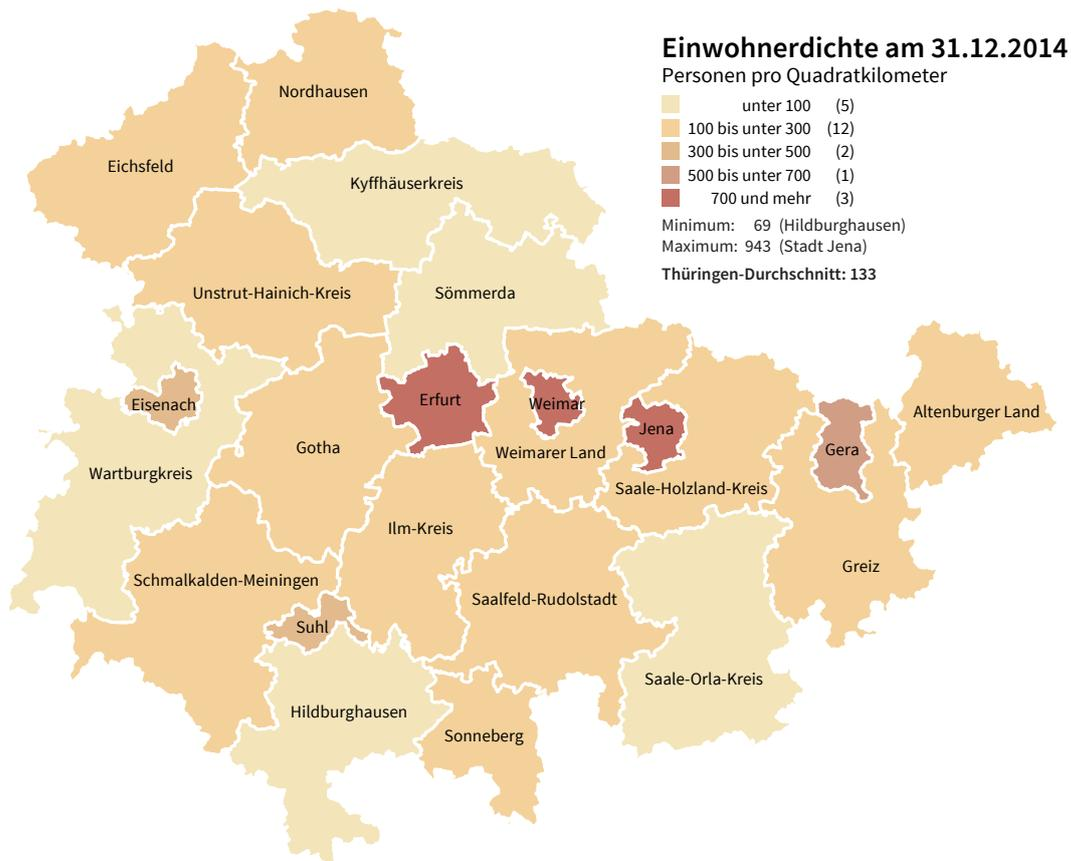 Einwohnerdichte am 31.12.2014
Personen pro Quadratkilometer
unter 100 (5)
100 bis unter 300 (12)
300 bis unter 500 (2)
500 bis unter 700 (1)
700 und mehr (3)
Minimum: 69 (Hildburghausen)
Maximum: 943 (Stadt Jena)
Thüringen-Durchschnitt: 133
Nordhausen
Eichsfeld
Kyffhäuserkreis
Unstrut-Hainich-Kreis
Sömmerda
Eisenach
Erfurt
Weimar
Altenburger Land
Jena
Gotha
Weimarer Land
Gera
Wartburgkreis
Saale-Holzland-Kreis
Ilm-Kreis
Greiz
Schmalkalden-Meiningen
Saalfeld-Rudolstadt
Suhl
Saale-Orla-Kreis
Hildburghausen
Sonneberg